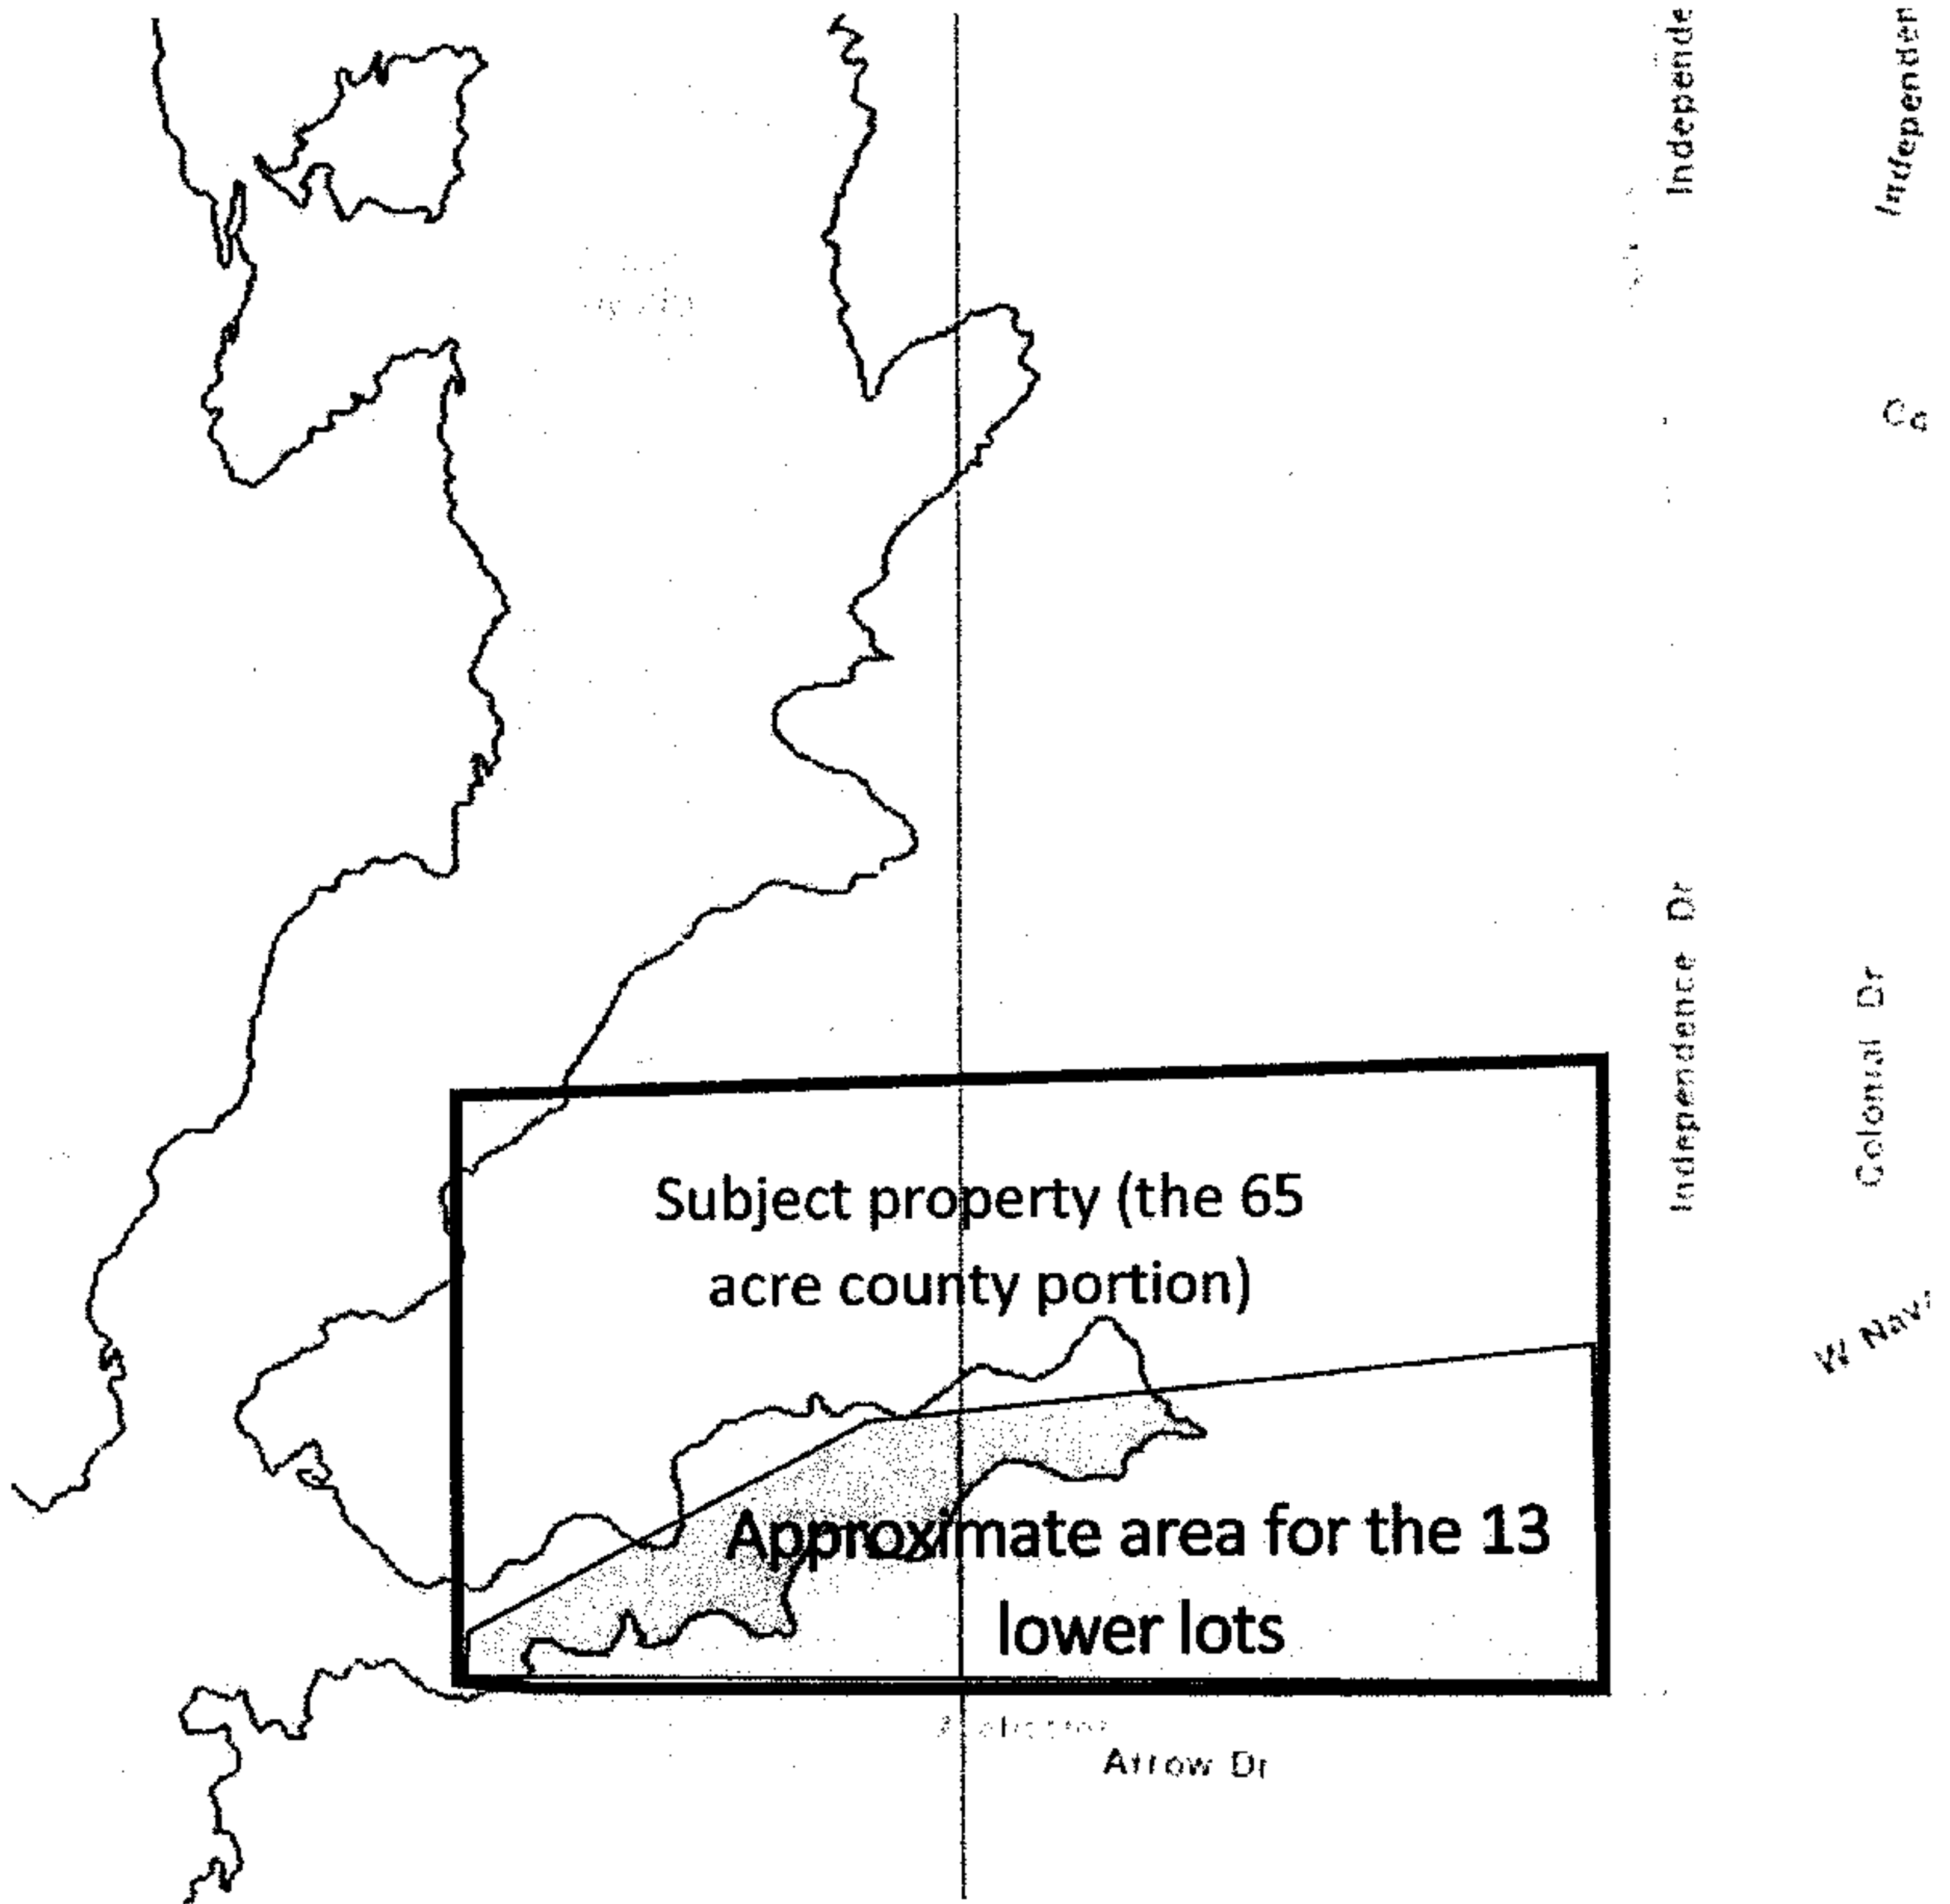 Independe
Independen
Independence Dr
Colonial Dr
Subject property (the 65
acre county portion)
W Nav
Approximate area for the 13
lower lots
Arrow Dr